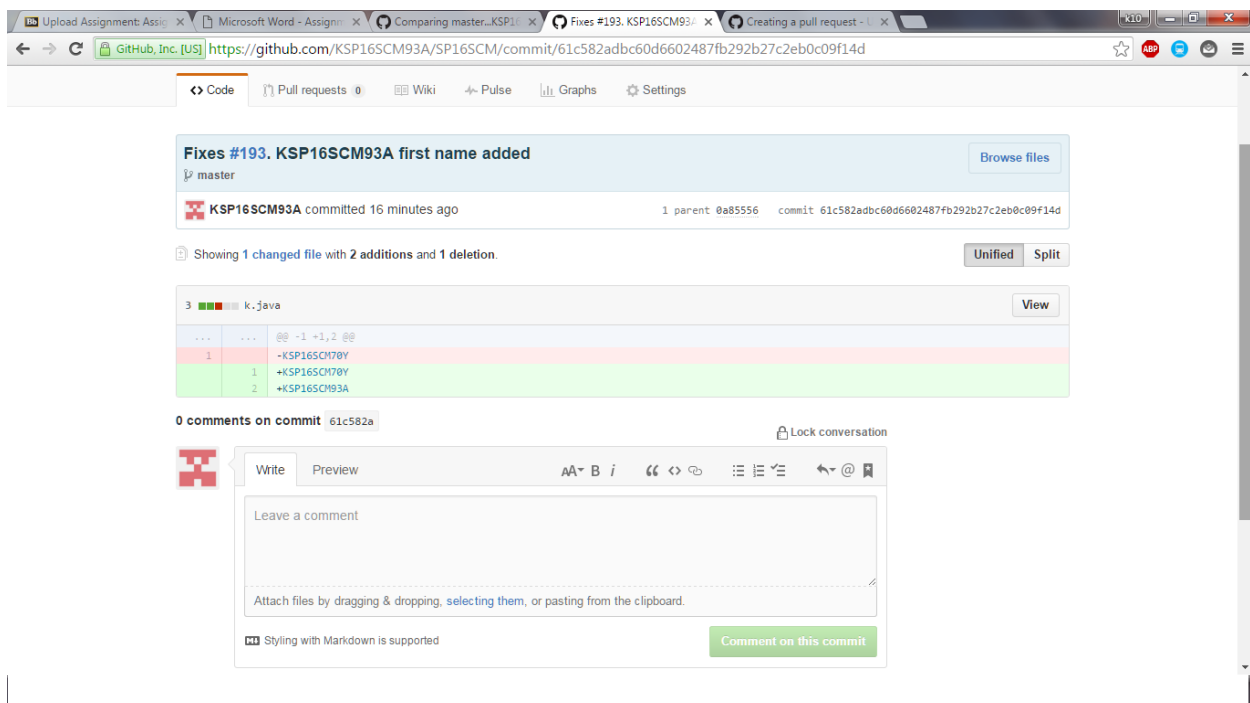 Upload Assignment: Assig
Microsoft Word - Assignm
Comparing master...KSP16
Fixes #193. KSP16SCM93A
Creating a pull request - U
k10
GitHub, Inc. [US] https://github.com/KSP16SCM93A/SP16SCM/commit/61c582adbc60d6602487fb292b27c2eb0c09f14d
ABP
Code Pull requests 0 Wiki Pulse Graphs Settings
Fixes #193. KSP16SCM93A first name added
Browse files
master
KSP16SCM93A committed 16 minutes ago 1 parent 0a85556 commit 61c582adbc60d6602487fb292b27c2eb0c09f14d
Showing 1 changed file with 2 additions and 1 deletion. Unified Split
3 k.java View
... ... @@ -1 +1,2 @@
1 -KSP16SCM70Y
1 +KSP16SCM70Y
2 +KSP16SCM93A
0 comments on commit 61c582a
Lock conversation
Write Preview AA B i “ <> @
Leave a comment
Attach files by dragging & dropping, selecting them, or pasting from the clipboard.
Styling with Markdown is supported Comment on this commit